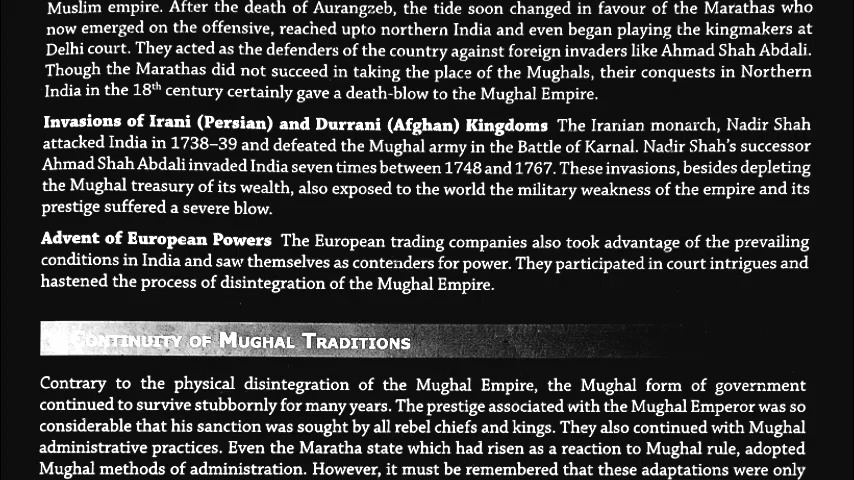 Muslim empire. After the death of Aurangzeb, the tide soon changed in favour of the Marathas who
now emerged on the offensive, reached upto northern India and even began playing the kingmakers at
Delhi court. They acted as the defenders of the country against foreign invaders like Ahmad Shah Abdali.
Though the Marathas did not succeed in taking the place of the Mughals, their conquests in Northern
India in the 18th century certainly gave a death-blow to the Mughal Empire.
Invasions of Irani (Persian) and Durrani (Afghan) Kingdoms The Iranian monarch, Nadir Shah
attacked India in 1738–39 and defeated the Mughal army in the Battle of Karnal. Nadir Shah's successor
Ahmad Shah Abdali invaded India seven times between 1748 and 1767. These invasions, besides depleting
the Mughal treasury of its wealth, also exposed to the world the military weakness of the empire and its
prestige suffered a severe blow.
Advent of European Powers The European trading companies also took advantage of the prevailing
conditions in India and saw themselves as contenders for power. They participated in court intrigues and
hastened the process of disintegration of the Mughal Empire.
Continuity of Mughal Traditions
Contrary to the physical disintegration of the Mughal Empire, the Mughal form of government
continued to survive stubbornly for many years. The prestige associated with the Mughal Emperor was so
considerable that his sanction was sought by all rebel chiefs and kings. They also continued with Mughal
administrative practices. Even the Maratha state which had risen as a reaction to Mughal rule, adopted
Mughal methods of administration. However, it must be remembered that these adaptations were only